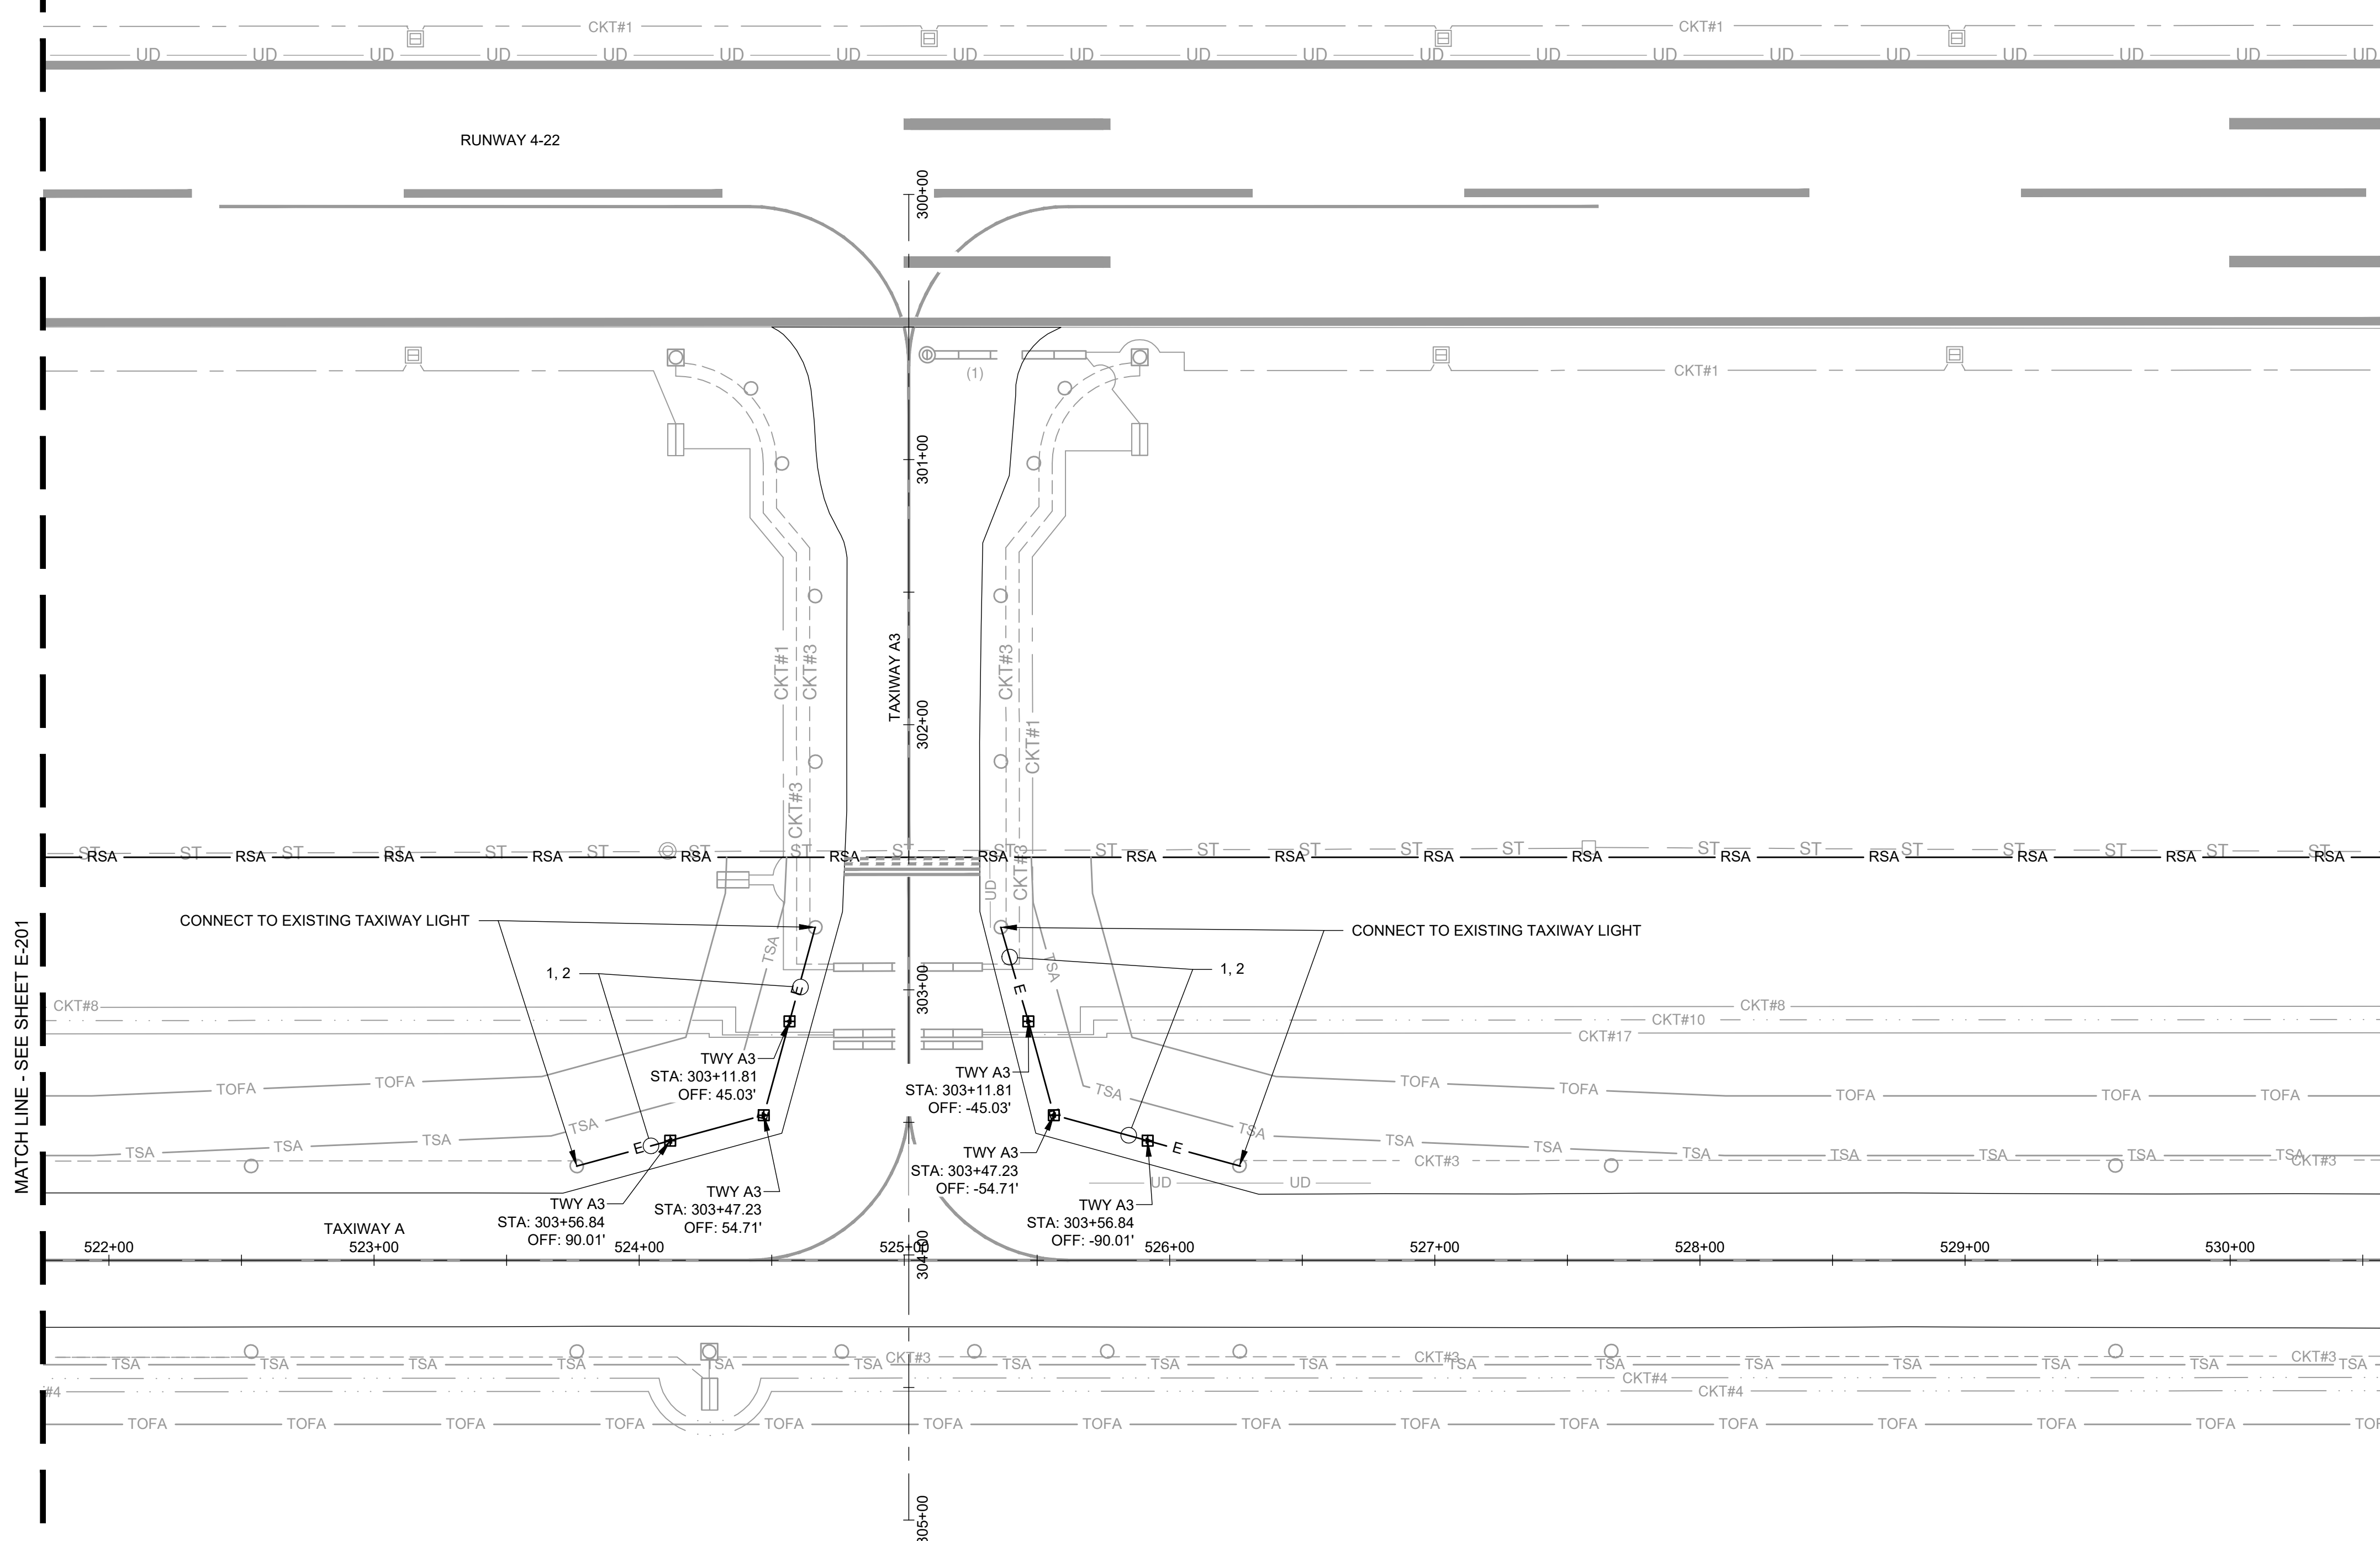 CKT#1 CKT#1
UD UD UD UD UD UD UD UD UD UD UD UD UD UD UD UD UD UD UD UD
RUNWAY 4-22
300+00
(1)
CKT#1
301+00
CKT#1
CKT#3
TAXIWAY A3
CKT#3
302+00
CKT#1
CKT#3
ST ST ST ST ST ST ST ST ST ST ST ST ST ST ST ST ST ST ST ST ST ST ST
RSA RSA RSA RSA RSA RSA RSA RSA RSA RSA RSA RSA RSA RSA RSA RSA
CKT#3
UD
CONNECT TO EXISTING TAXIWAY LIGHT
CONNECT TO EXISTING TAXIWAY LIGHT
MATCH LINE - SEE SHEET E-201
TSA
TSA
1, 2
1, 2
E
E
303+00
CKT#8
CKT#8
CKT#10
CKT#17
TWY A3
STA: 303+11.81
OFF: 45.03'
TWY A3
STA: 303+11.81
OFF: -45.03'
TOFA TOFA
TOFA TOFA TOFA TOFA TOFA
TSA TSA TSA TSA
TSA TSA TSA TSA TSA TSA TSA TSA TSA TSA
E
E
CKT#3 CKT#3
TWY A3
STA: 303+47.23
OFF: -54.71'
UD UD
TWY A3
STA: 303+56.84
OFF: 90.01'
TWY A3
STA: 303+47.23
OFF: 54.71'
TWY A3
STA: 303+56.84
OFF: -90.01'
TAXIWAY A
522+00 523+00 524+00 525+00 526+00 527+00 528+00 529+00 530+00
304+00
CKT#3 CKT#3 CKT#3
TSA TSA TSA TSA TSA TSA TSA TSA TSA TSA TSA TSA TSA TSA TSA TSA
CKT#4
#4 CKT#4
TOFA TOFA TOFA TOFA TOFA TOFA TOFA TOFA TOFA TOFA TOFA TOFA TOFA TOFA TOF
305+00